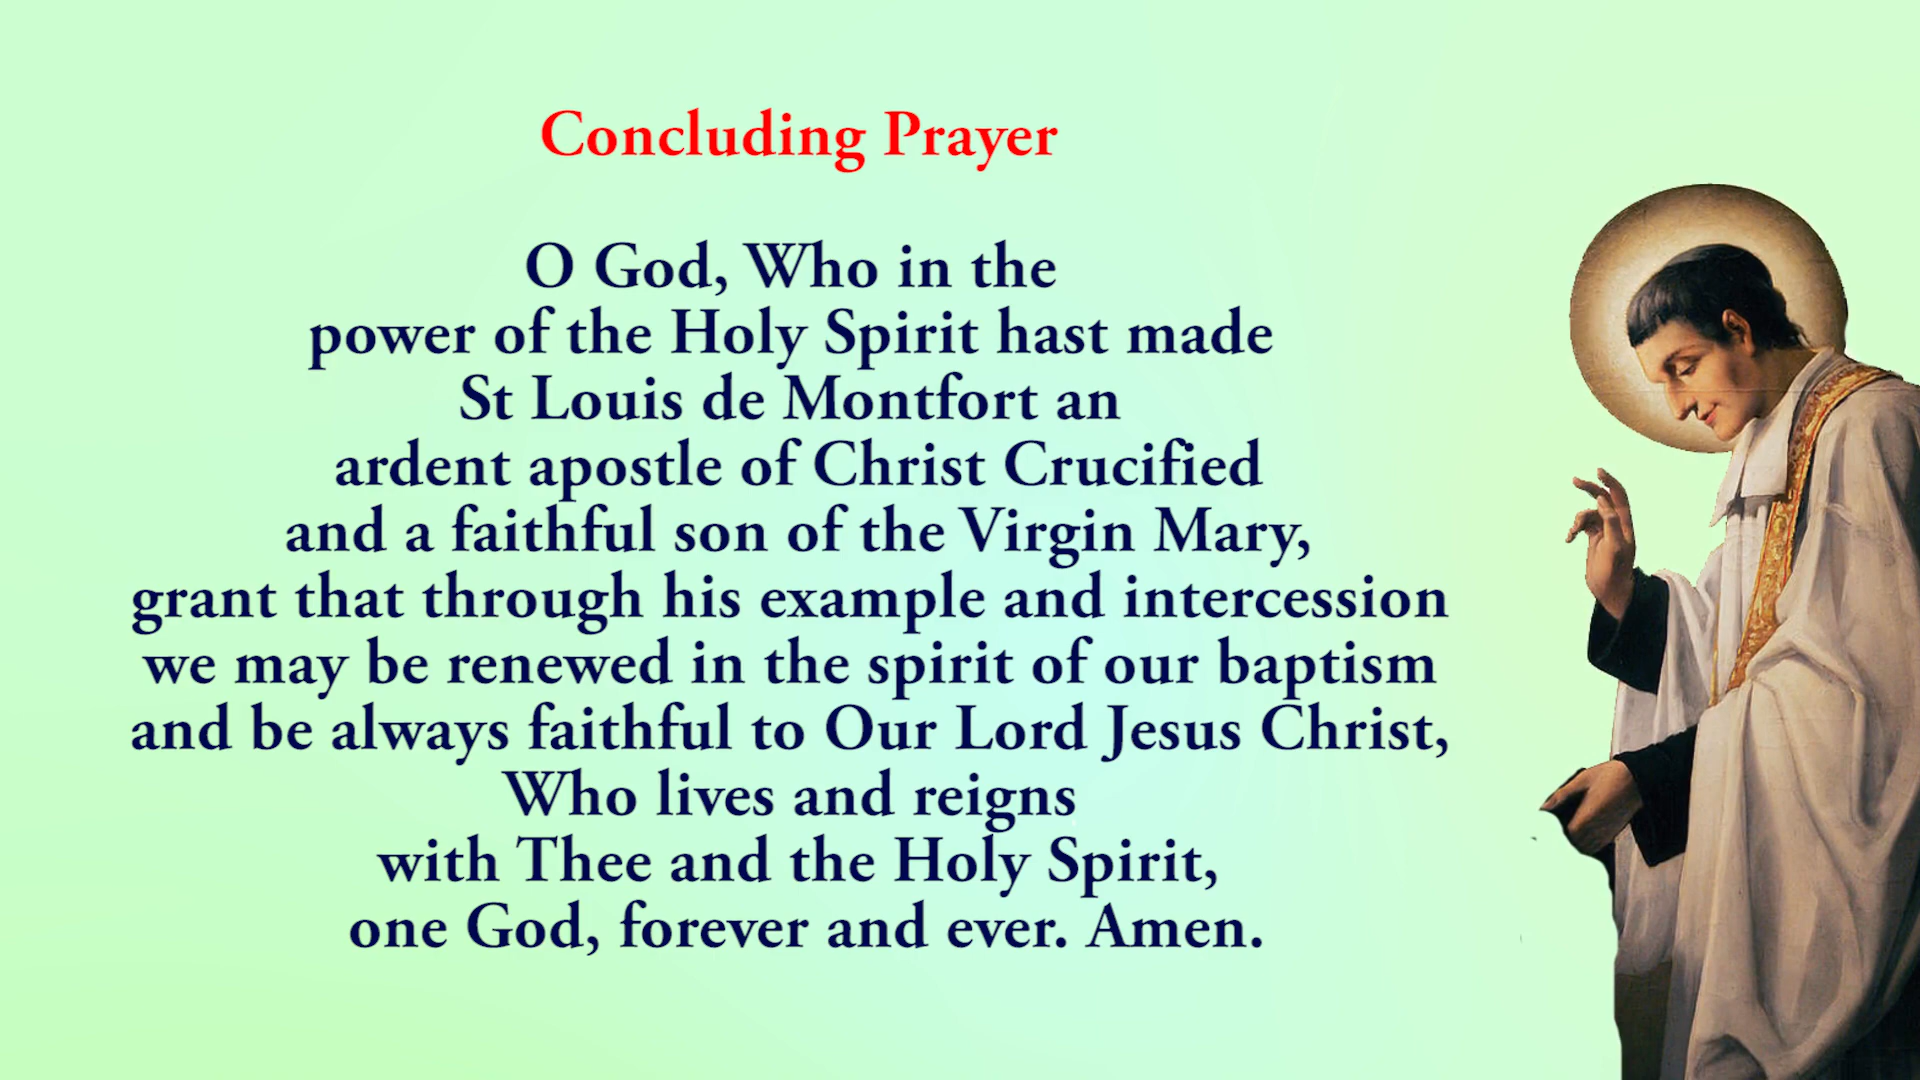 Concluding Prayer
O God, Who in the
power of the Holy Spirit hast made
St Louis de Montfort an
ardent apostle of Christ Crucified
and a faithful son of the Virgin Mary,
grant that through his example and intercession
we may be renewed in the spirit of our baptism
and be always faithful to Our Lord Jesus Christ,
Who lives and reigns
with Thee and the Holy Spirit,
one God, forever and ever. Amen.